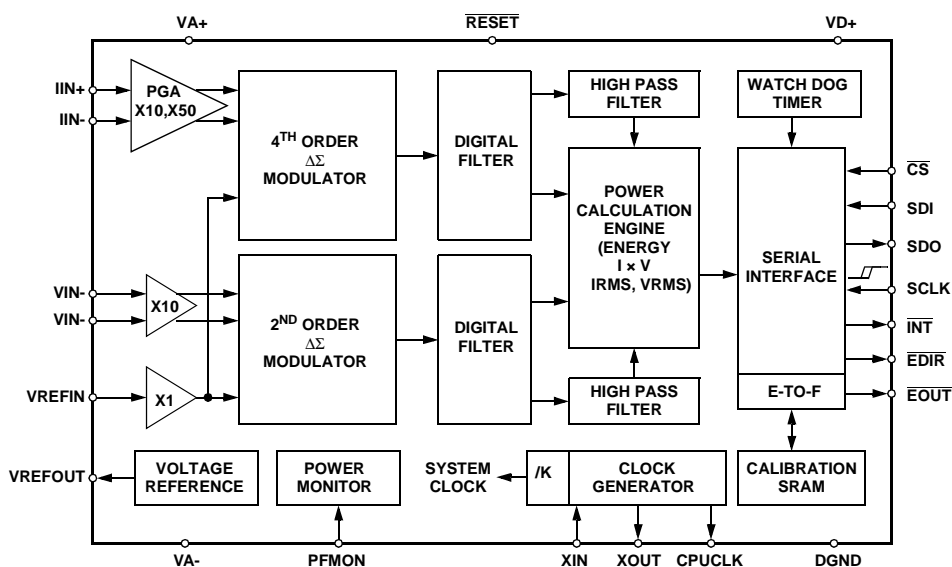 VA+
RESET
VD+
IIN+
IIN-
PGA
X10,X50
4TH ORDER
ΔΣ
MODULATOR
DIGITAL
FILTER
HIGH PASS
FILTER
WATCH DOG
TIMER
POWER
CALCULATION
ENGINE
(ENERGY
I × V
IRMS, VRMS)
SERIAL
INTERFACE
CS
SDI
SDO
SCLK
INT
EDIR
EOUT
VIN-
VIN-
X10
2ND ORDER
ΔΣ
MODULATOR
DIGITAL
FILTER
HIGH PASS
FILTER
E-TO-F
VREFIN
X1
VREFOUT
VOLTAGE
REFERENCE
POWER
MONITOR
SYSTEM
CLOCK
/K
CLOCK
GENERATOR
CALIBRATION
SRAM
VA-
PFMON
XIN
XOUT
CPUCLK
DGND